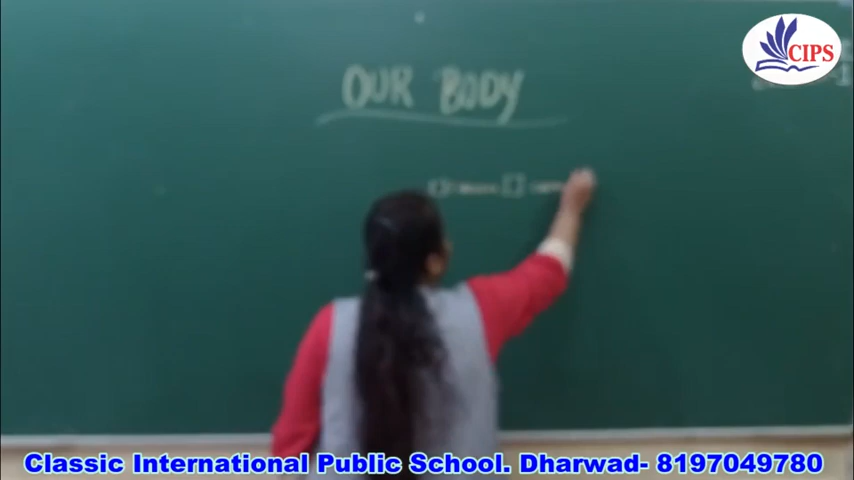 CIPS
OUR BODY
Classic International Public School. Dharwad- 8197049780